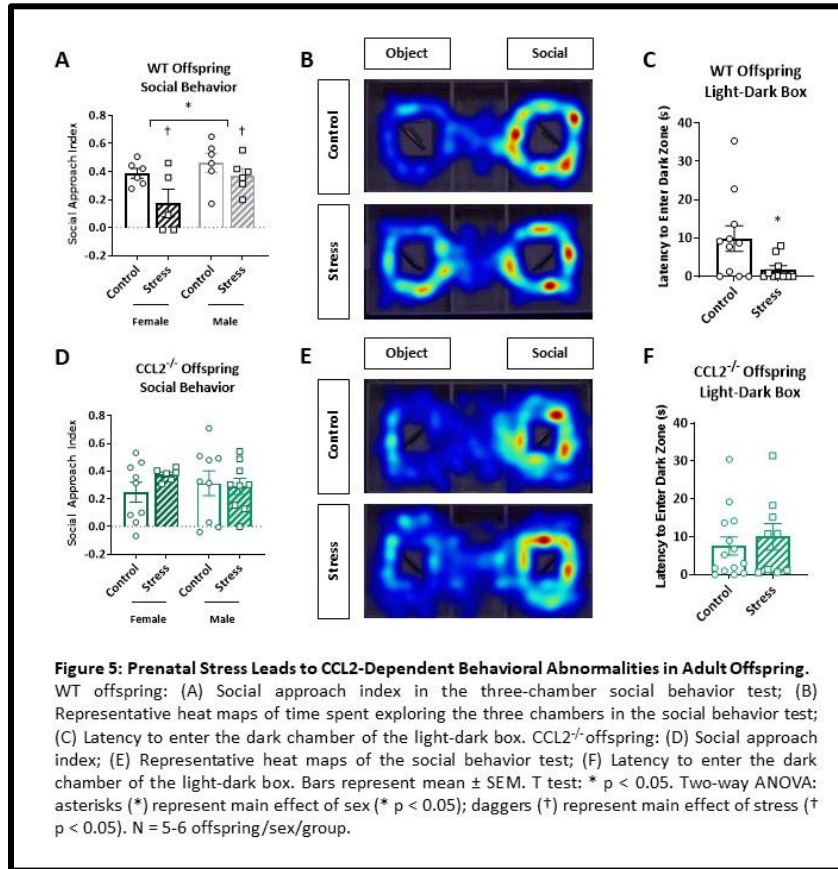 A
WT Offspring
Social Behavior
Social Approach Index
0.8
0.6
0.4
0.2
0.0
-0.2
*
†
†
Control
Stress
Control
Stress
Female
Male
B
Object
Social
Control
Stress
C
WT Offspring
Light-Dark Box
Latency to Enter Dark Zone (s)
40
30
20
10
0
*
Control
Stress
D
CCL2-/- Offspring
Social Behavior
Social Approach Index
0.8
0.6
0.4
0.2
0.0
-0.2
Control
Stress
Control
Stress
Female
Male
E
Object
Social
Control
Stress
F
CCL2-/- Offspring
Light-Dark Box
Latency to Enter Dark Zone (s)
40
30
20
10
0
Control
Stress
Figure 5: Prenatal Stress Leads to CCL2-Dependent Behavioral Abnormalities in Adult Offspring.
WT offspring: (A) Social approach index in the three-chamber social behavior test; (B)
Representative heat maps of time spent exploring the three chambers in the social behavior test;
(C) Latency to enter the dark chamber of the light-dark box. CCL2-/- offspring: (D) Social approach
index; (E) Representative heat maps of the social behavior test; (F) Latency to enter the dark
chamber of the light-dark box. Bars represent mean ± SEM. T test: * p < 0.05. Two-way ANOVA:
asterisks (*) represent main effect of sex (* p < 0.05); daggers (†) represent main effect of stress (†
p < 0.05). N = 5-6 offspring/sex/group.